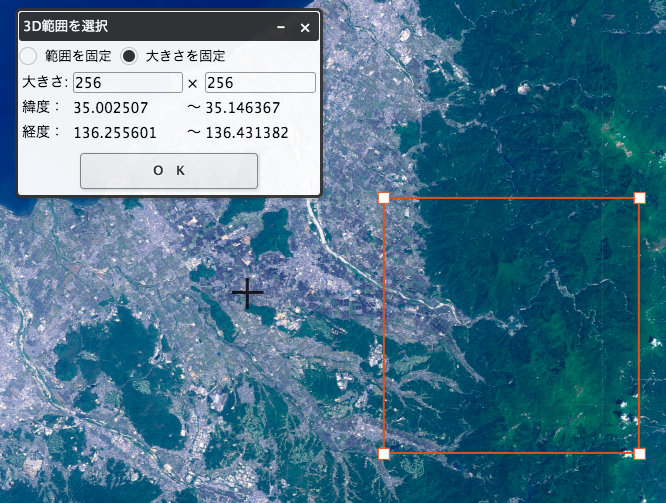 3D範囲を選択
範囲を固定 大きさを固定
大きさ: 256 × 256
緯度： 35.002507 ～ 35.146367
経度： 136.255601 ～ 136.431382
O K